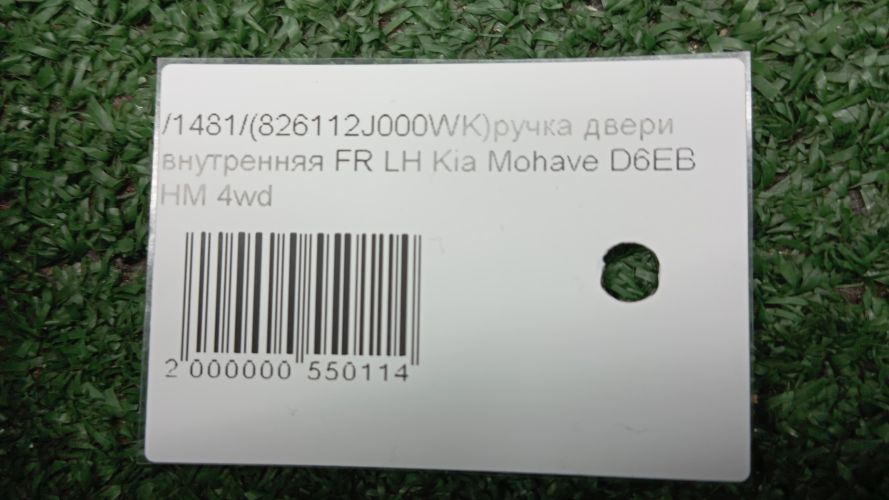 /1481/(826112J000WK)ручка двери
внутренняя FR LH Kia Mohave D6EB
HM 4wd
2 000000 550114